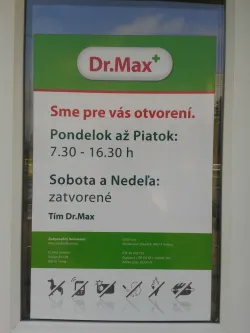 Dr.Max+
Sme pre vás otvorení.
Pondelok až Piatok:
7.30 - 16.30 h
Sobota a Nedeľa:
zatvorené
Tím Dr.Max